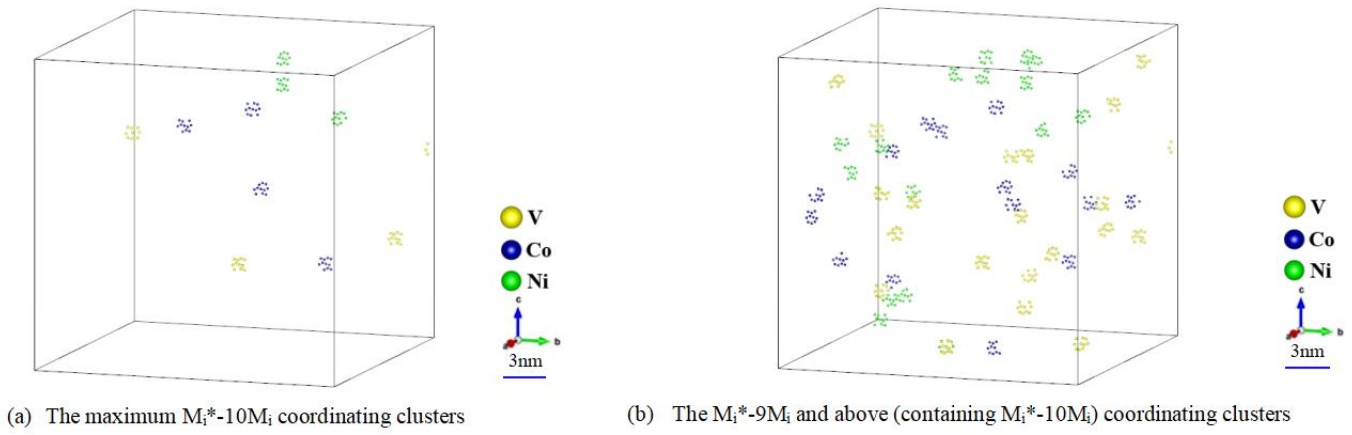 V
Co
Ni
c
a
b
3nm
V
Co
Ni
c
a
b
3nm
(a) The maximum Mi*-10Mi coordinating clusters
(b) The Mi*-9Mi and above (containing Mi*-10Mi) coordinating clusters